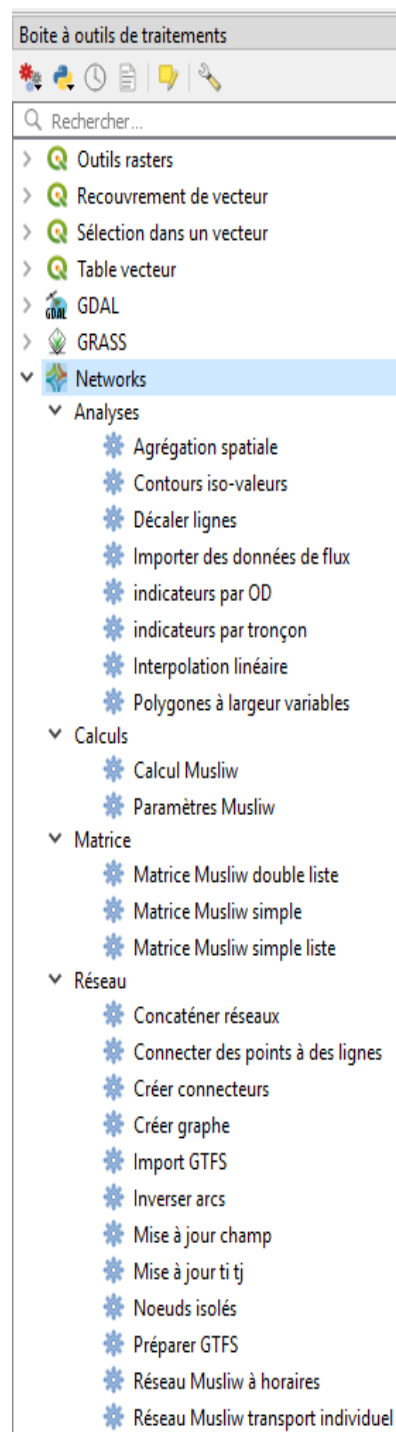 Boite à outils de traitements
Rechercher...
Outils rasters
Recouvrement de vecteur
Sélection dans un vecteur
Table vecteur
GDAL
GRASS
Networks
Analyses
Agrégation spatiale
Contours iso-valeurs
Décaler lignes
Importer des données de flux
indicateurs par OD
indicateurs par tronçon
Interpolation linéaire
Polygones à largeur variables
Calculs
Calcul Musliw
Paramètres Musliw
Matrice
Matrice Musliw double liste
Matrice Musliw simple
Matrice Musliw simple liste
Réseau
Concaténer réseaux
Connecter des points à des lignes
Créer connecteurs
Créer graphe
Import GTFS
Inverser arcs
Mise à jour champ
Mise à jour ti tj
Noeuds isolés
Préparer GTFS
Réseau Musliw à horaires
Réseau Musliw transport individuel